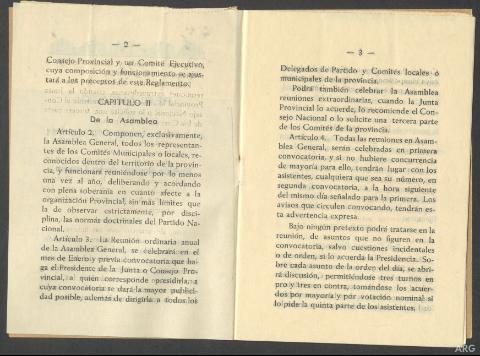 — 2 —
Consejo Provincial y un Comité Ejecutivo,
cuya composición y funcionamiento se ajus-
tará a los preceptos de este Reglamento.
CAPITULO II
De la Asamblea
Artículo 2. Componen, exclusivamente,
la Asamblea General, todos los represontan-
tes de los Comités Municipales o locales, re-
conocidos dentro del territorio de la provin-
cia, y funcionará reuniéndose por lo menos
una vez al año, deliberando y acordando
con plena soberanía en cuanto afecte a la
organización Provincial, sin más límites que
la de observar estrictamente, por disci-
plina, las normas doctrinales del Partido Na-
cional.
Artículo 3. La Reunión ordinaria anual
de la Asamblea General, se celebrará en el
mes de Enero y previa convocatoria que ha-
ga el Presidente de la Junta o Consejo Pro-
vincial, a quien corresponde presidirla, a
cuya convocatoria se dará la mayor publici-
dad posible, además de dirigirla a todos los
— 3 —
Delegados de Partido y Comités locales o
municipales de la provincia.
Podrá también celebrar la Asamblea
reuniones extraordinarias, cuando la Junta
Provincial lo acuerde, lo recomiende el Con-
sejo Nacional o lo solicite una tercera parte
de los Comités de la provincia.
Artículo 4. Todas las reuniones en Asam-
blea General, serán celebradas en primera
convocatoria, y si no hubiere concurrencia
de mayoría para ello, tendrán lugar con los
asistentes, cualquiera que sea su número, en
segunda convocatoria, a la hora siguiente
del mismo día señalado para la primera. Los
avisos que circulen convocando, tendrán es-
ta advertencia expresa.
Bajo ningún pretexto podrá tratarse en la
reunión, de asuntos que no figuren en la
convocatoria, salvo cuestiones incidentales
o de orden, si lo acuerda la Presidencia. So-
bre cada asunto de la orden del día, se abri-
rá discusión, permitiéndose tres turnos en
pro y tres en contra, tomándose los acuer-
dos por mayoría y por votación nominal si
lo pide la quinta parte de los asistentes.
ARG